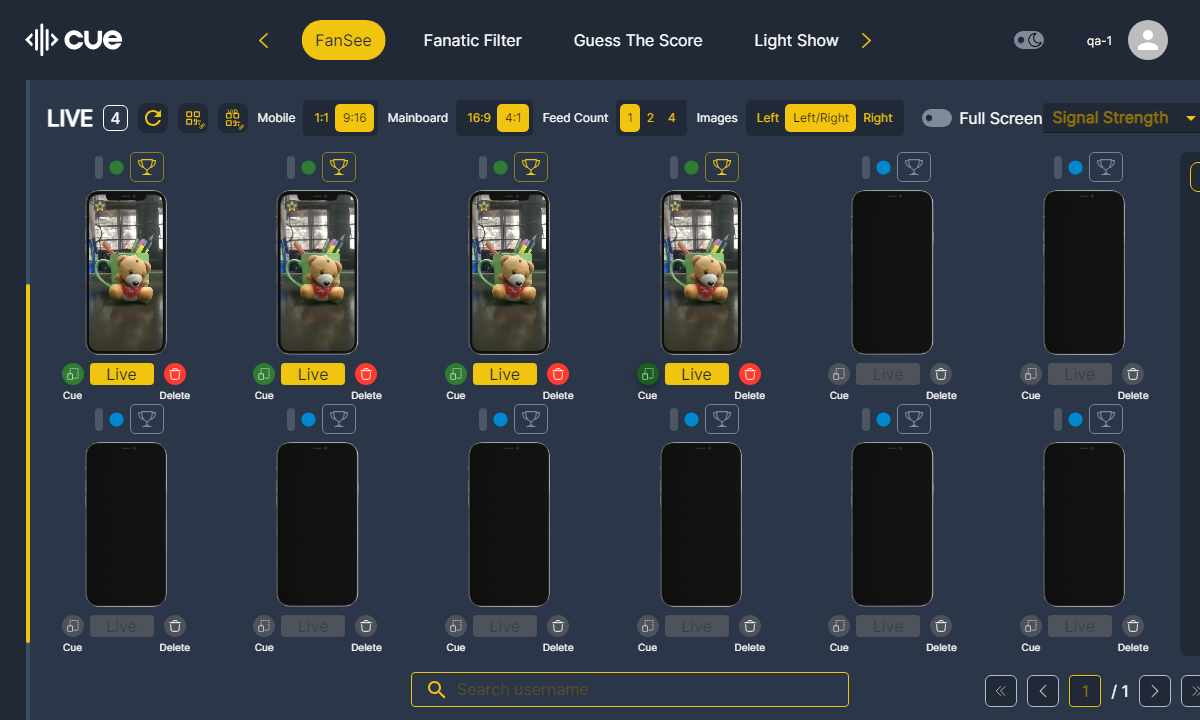 cue
FanSee
Fanatic Filter
Guess The Score
Light Show
qa-1
LIVE 4
Mobile 1:1 9:16
Mainboard 16:9 4:1
Feed Count 1 2 4
Images Left Left/Right Right
Full Screen
Signal Strength
Live Live Live Live Live Live
Cue Delete Cue Delete Cue Delete Cue Delete Cue Delete Cue Delete
Live Live Live Live Live Live
Cue Delete Cue Delete Cue Delete Cue Delete Cue Delete Cue Delete
Search username
1 / 1